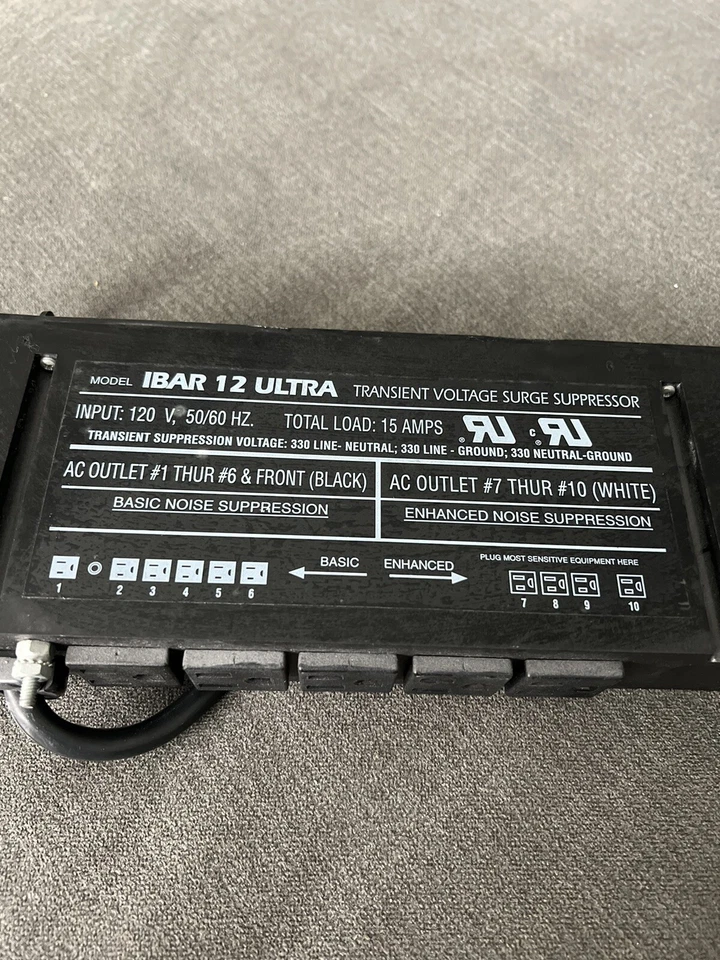 MODEL IBAR 12 ULTRA TRANSIENT VOLTAGE SURGE SUPPRESSOR
INPUT: 120 V, 50/60 HZ. TOTAL LOAD: 15 AMPS ® RU c ® RU
TRANSIENT SUPPRESSION VOLTAGE: 330 LINE- NEUTRAL; 330 LINE - GROUND; 330 NEUTRAL-GROUND
AC OUTLET #1 THUR #6 & FRONT (BLACK)
BASIC NOISE SUPPRESSION
AC OUTLET #7 THUR #10 (WHITE)
ENHANCED NOISE SUPPRESSION
BASIC ENHANCED PLUG MOST SENSITIVE EQUIPMENT HERE
1 2 3 4 5 6 7 8 9 10